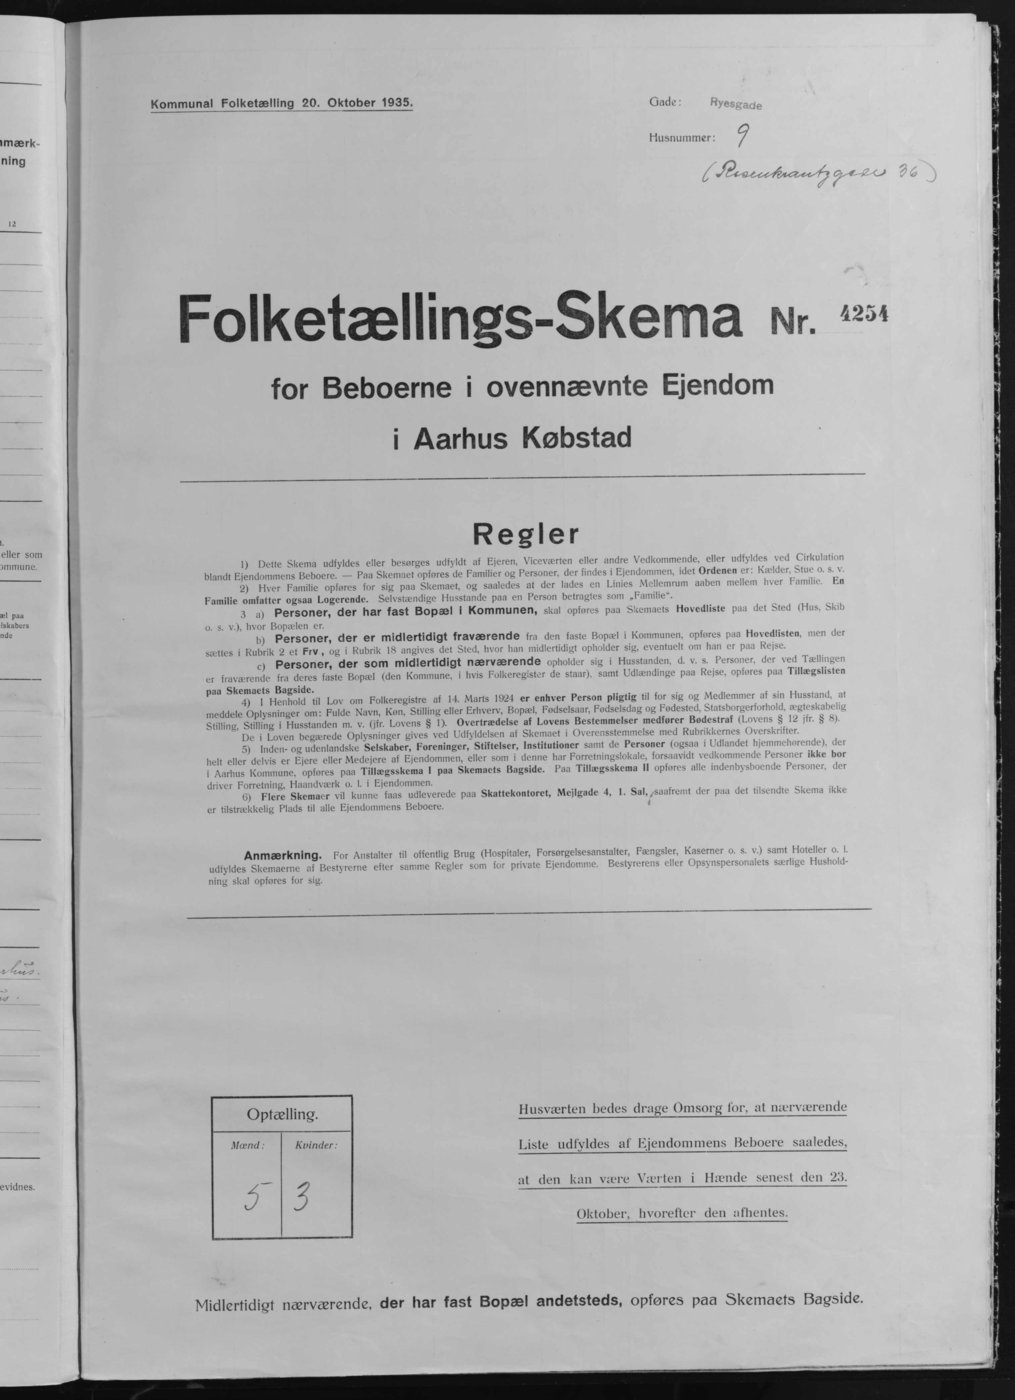 mærk-
ning
12
eller som
ommune.
æl paa
lskabers
nde
rhus.
evidnes.
Kommunal Folketælling 20. Oktober 1935.
Gade: Ryesgade
Husnummer: 9
(Rosenkrantzgade 36)
Folketællings-Skema Nr. 4254
for Beboerne i ovennævnte Ejendom
i Aarhus Købstad
Regler
1) Dette Skema udfyldes eller besørges udfyldt af Ejeren, Viceværten eller andre Vedkommende, eller udfyldes ved Cirkulation
blandt Ejendommens Beboere. — Paa Skemaet opføres de Familier og Personer, der findes i Ejendommen, idet Ordenen er: Kælder, Stue o. s. v.
2) Hver Familie opføres for sig paa Skemaet, og saaledes at der lades en Linies Mellemrum aaben mellem hver Familie. En
Familie omfatter ogsaa Logerende. Selvstændige Husstande paa en Person betragtes som „Familie“.
3 a) Personer, der har fast Bopæl i Kommunen, skal opføres paa Skemaets Hovedliste paa det Sted (Hus, Skib
o. s. v.), hvor Bopælen er.
b) Personer, der er midlertidigt fraværende fra den faste Bopæl i Kommunen, opføres paa Hovedlisten, men der
sættes i Rubrik 2 et Frv, og i Rubrik 18 angives det Sted, hvor han midlertidigt opholder sig, eventuelt om han er paa Rejse.
c) Personer, der som midlertidigt nærværende opholder sig i Husstanden, d. v. s. Personer, der ved Tællingen
er fraværende fra deres faste Bopæl (den Kommune, i hvis Folkeregister de staar), samt Udlændinge paa Rejse, opføres paa Tillægslisten
paa Skemaets Bagside.
4) I Henhold til Lov om Folkeregistre af 14. Marts 1924 er enhver Person pligtig til for sig og Medlemmer af sin Husstand, at
meddele Oplysninger om: Fulde Navn, Køn, Stilling eller Erhverv, Bopæl, Fødselsaar, Fødselsdag og Fødested, Statsborgerforhold, ægteskabelig
Stilling, Stilling i Husstanden m. v. (jfr. Lovens § 1). Overtrædelse af Lovens Bestemmelser medfører Bødestraf (Lovens § 12 jfr. § 8).
De i Loven begærede Oplysninger gives ved Udfyldelsen af Skemaet i Overensstemmelse med Rubrikkernes Overskrifter.
5) Inden- og udenlandske Selskaber, Foreninger, Stiftelser, Institutioner samt de Personer (ogsaa i Udlandet hjemmehørende), der
helt eller delvis er Ejere eller Medejere af Ejendommen, eller som i denne har Forretningslokale, forsaavidt vedkommende Personer ikke bor
i Aarhus Kommune, opføres paa Tillægsskema I paa Skemaets Bagside. Paa Tillægsskema II opføres alle indenbysboende Personer, der
driver Forretning, Haandværk o. l. i Ejendommen.
6) Flere Skemaer vil kunne faas udleverede paa Skattekontoret, Mejlgade 4, 1. Sal, saafremt der paa det tilsendte Skema ikke
er tilstrækkelig Plads til alle Ejendommens Beboere.
Anmærkning. For Anstalter til offentlig Brug (Hospitaler, Forsørgelsesanstalter, Fængsler, Kaserner o. s. v.) samt Hoteller o. l.
udfyldes Skemaerne af Bestyrerne efter samme Regler som for private Ejendomme. Bestyrerens eller Opsynspersonalets særlige Hushold-
ning skal opføres for sig.
Optælling.
Mænd: Kvinder:
5 3
Husværten bedes drage Omsorg for, at nærværende
Liste udfyldes af Ejendommens Beboere saaledes,
at den kan være Værten i Hænde senest den 23.
Oktober, hvorefter den afhentes.
Midlertidigt nærværende, der har fast Bopæl andetsteds, opføres paa Skemaets Bagside.